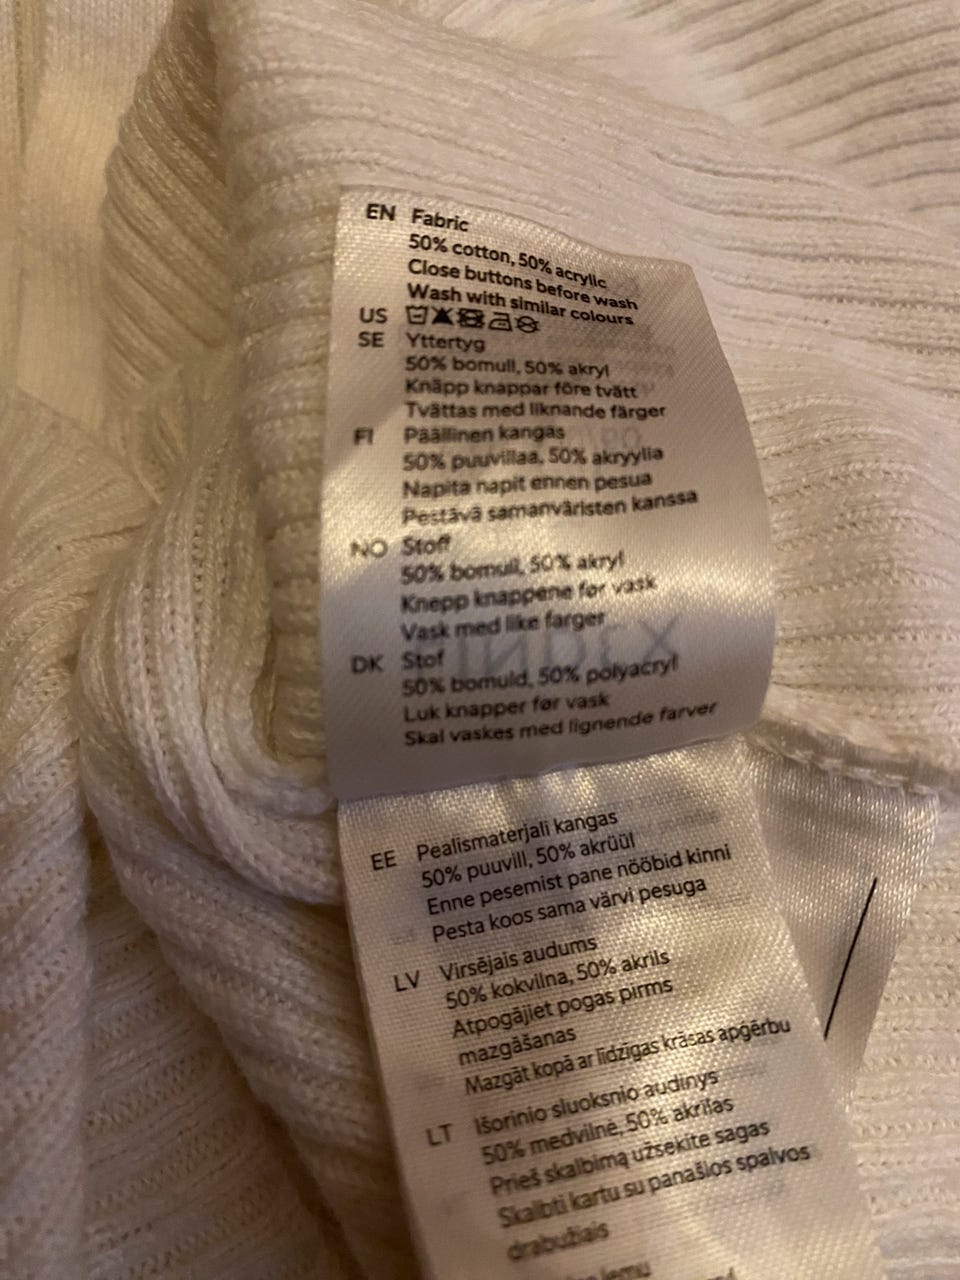 EN Fabric
50% cotton, 50% acrylic
Close buttons before wash
Wash with similar colours
US
SE Yttertyg
50% bomull, 50% akryl
Knäpp knappar före tvätt
Tvättas med liknande färger
FI Päällinen kangas
50% puuvillaa, 50% akryylia
Napita napit ennen pesua
Pestävä samanväristen kanssa
NO Stoff
50% bomull, 50% akryl
Knepp knappene før vask
Vask med like farger
DK Stof
50% bomuld, 50% polyacryl
Luk knapper før vask
Skal vaskes med lignende farver
EE Pealismaterjali kangas
50% puuvill, 50% akrüül
Enne pesemist pane nööbid kinni
Pesta koos sama värvi pesuga
LV Virsējais audums
50% kokvilna, 50% akrils
Atpogājiet pogas pirms
mazgāšanas
Mazgāt kopā ar līdzīgas krāsas apģērbu
LT Išorinio sluoksnio audinys
50% medvilnė, 50% akrilas
Prieš skalbimą užsekite sagas
Skalbti kartu su panašios spalvos
drabužiais